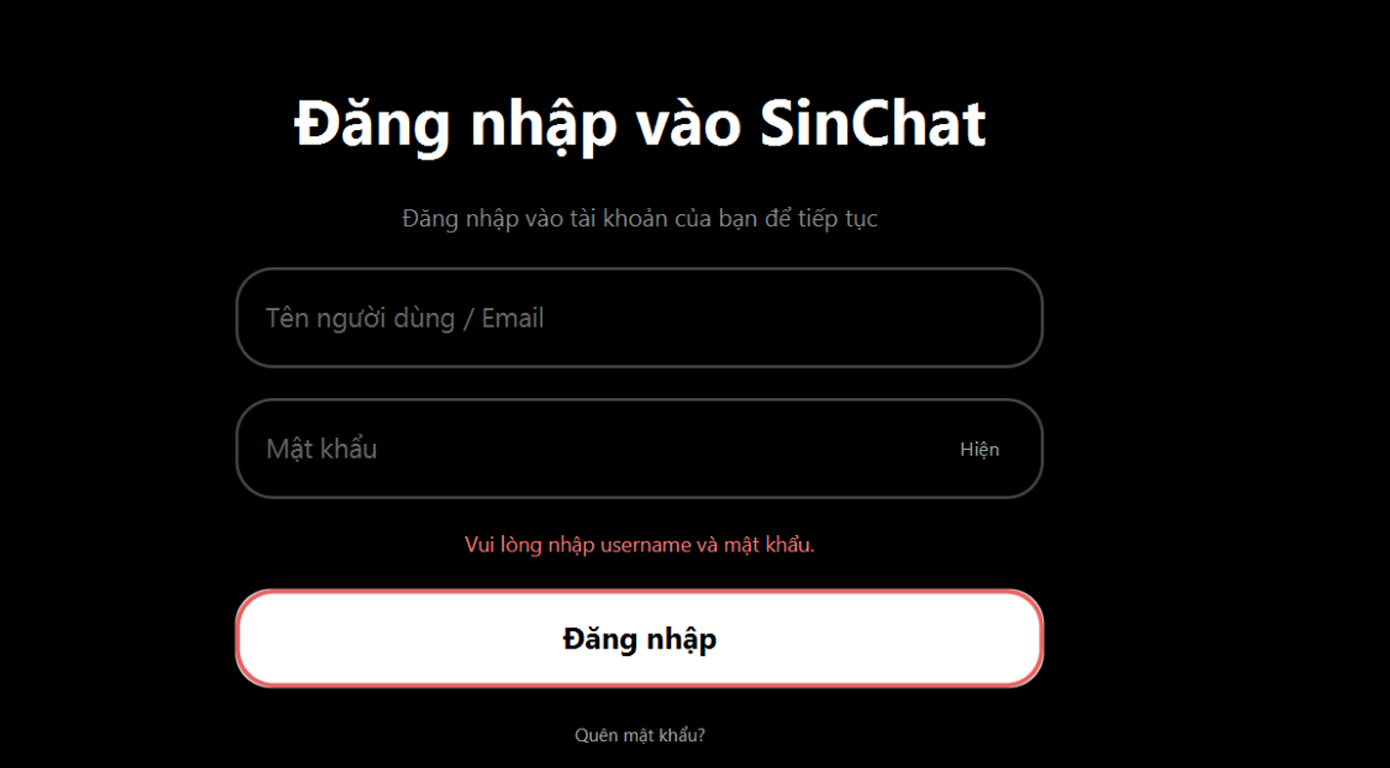 Đăng nhập vào SinChat
Đăng nhập vào tài khoản của bạn để tiếp tục
Tên người dùng / Email
Mật khẩu
Hiện
Vui lòng nhập username và mật khẩu.
Đăng nhập
Quên mật khẩu?